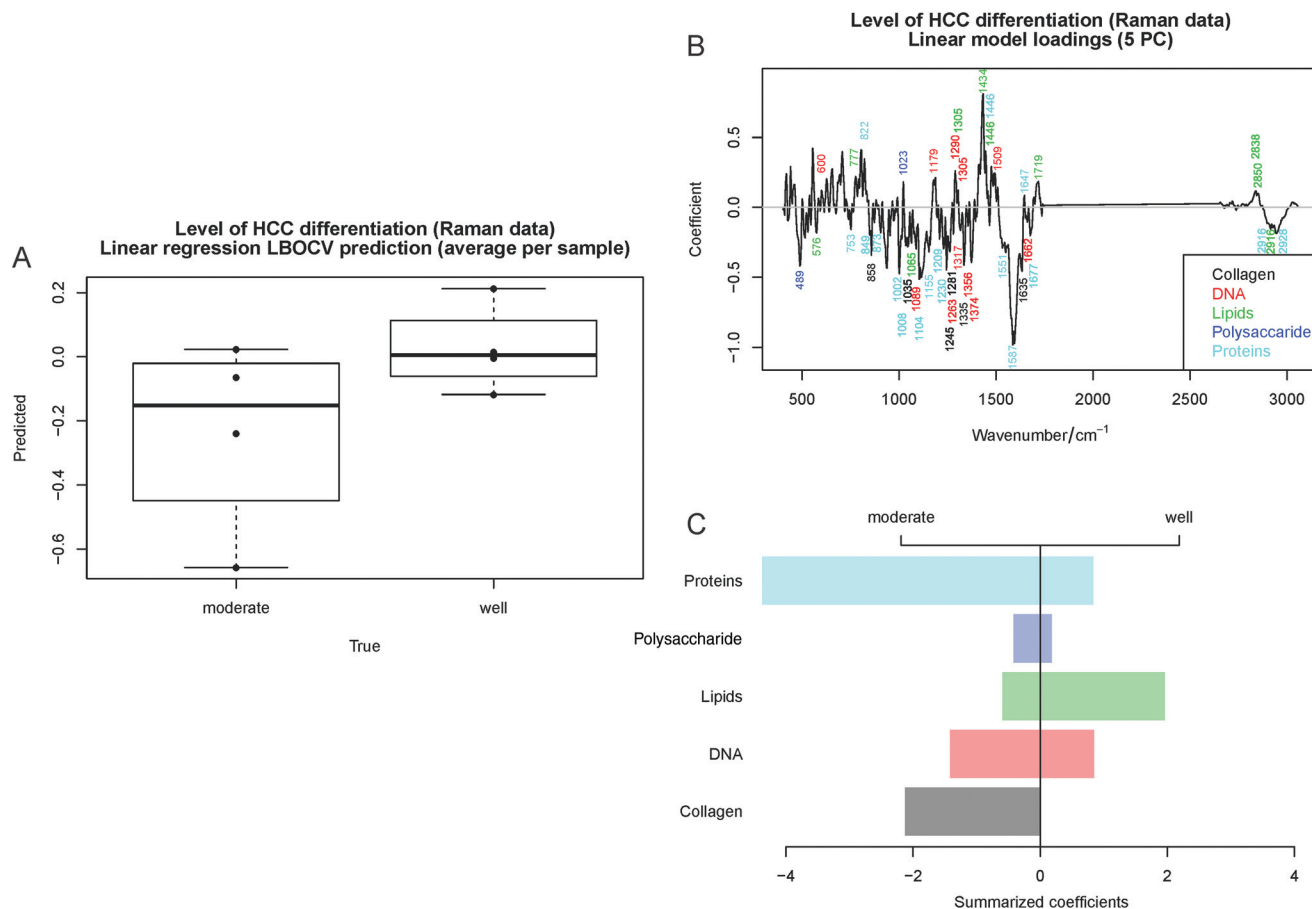 A
Level of HCC differentiation (Raman data)
Linear regression LBOCV prediction (average per sample)
Predicted
0.2
0.0
−0.2
−0.4
−0.6
moderate
well
True
B
Level of HCC differentiation (Raman data)
Linear model loadings (5 PC)
Coefficient
0.5
0.0
−0.5
−1.0
489
576
600
753
777
822
849
858
873
1002
1008
1023
1035
1065
1089
1104
1155
1179
1209
1230
1245
1263
1281
1290
1305
1305
1317
1335
1356
1374
1434
1446
1446
1509
1551
1587
1635
1647
1662
1677
1719
2850
2838
2916
2916
2928
Collagen
DNA
Lipids
Polysaccaride
Proteins
500
1000
1500
2000
2500
3000
Wavenumber/cm⁻¹
C
moderate
well
Proteins
Polysaccharide
Lipids
DNA
Collagen
−4
−2
0
2
4
Summarized coefficients